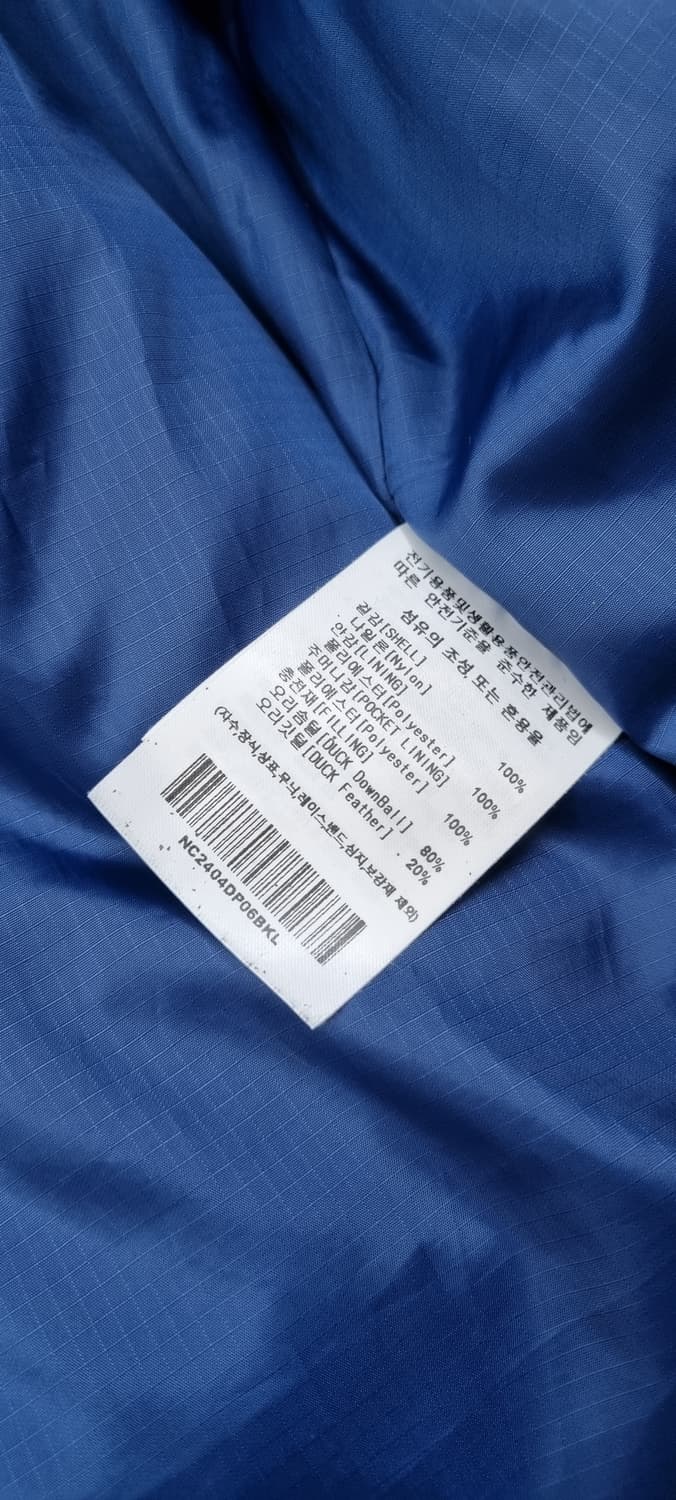 전기용품및생활용품안전관리법에
따른 안전기준을 준수한 제품임
섬유의 조성,또는 혼용율
겉감[SHELL]
나일론[Nylon] 100%
안감[LINING]
폴리에스터[Polyester] 100%
주머니감[POCKET LINING]
폴리에스터[Polyester] 100%
충전재[FILLING]
오리솜털[DUCK DownBall] 80%
오리깃털[DUCK Feather] 20%
(자수,장식,상표,무늬,레이스,밴드,심지,보강재 제외)
NC2404DP06BKL